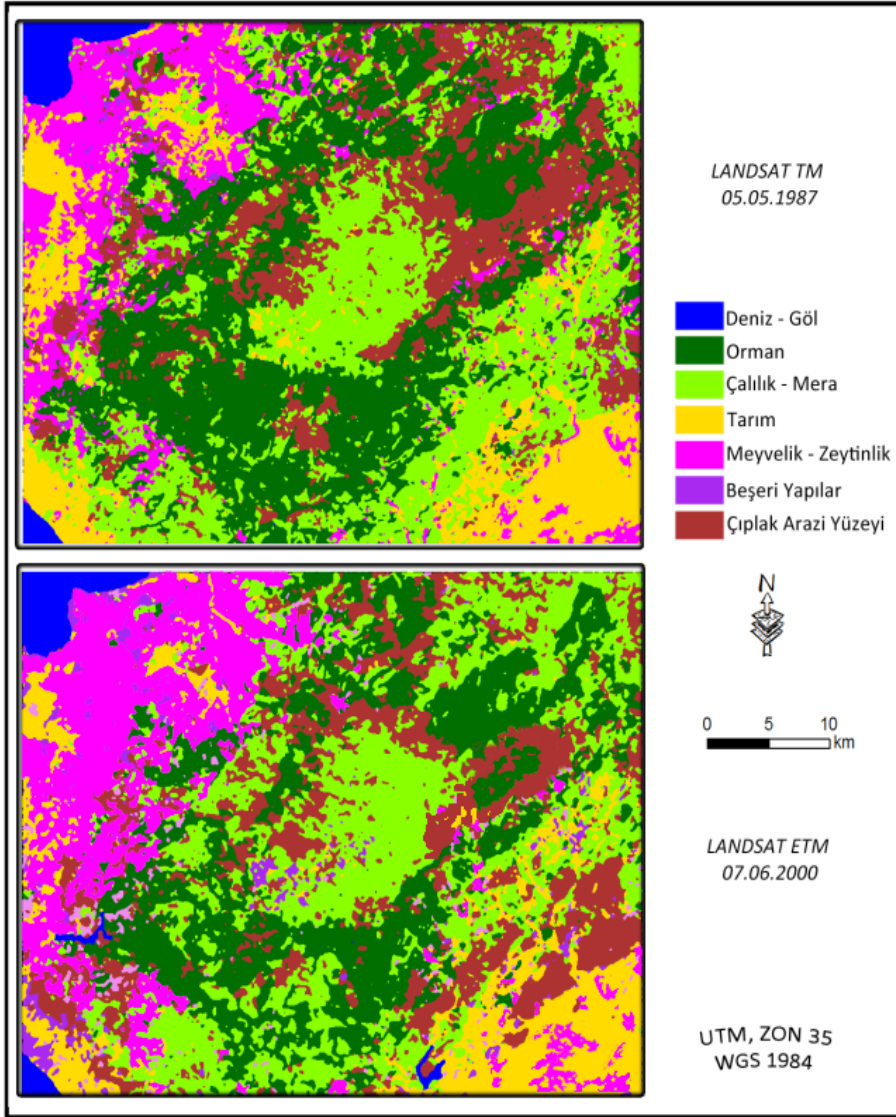 LANDSAT TM
05.05.1987
Deniz - Göl
Orman
Çalılık - Mera
Tarım
Meyvelik - Zeytinlik
Beşeri Yapılar
Çıplak Arazi Yüzeyi
N
0 5 10
km
LANDSAT ETM
07.06.2000
UTM, ZON 35
WGS 1984